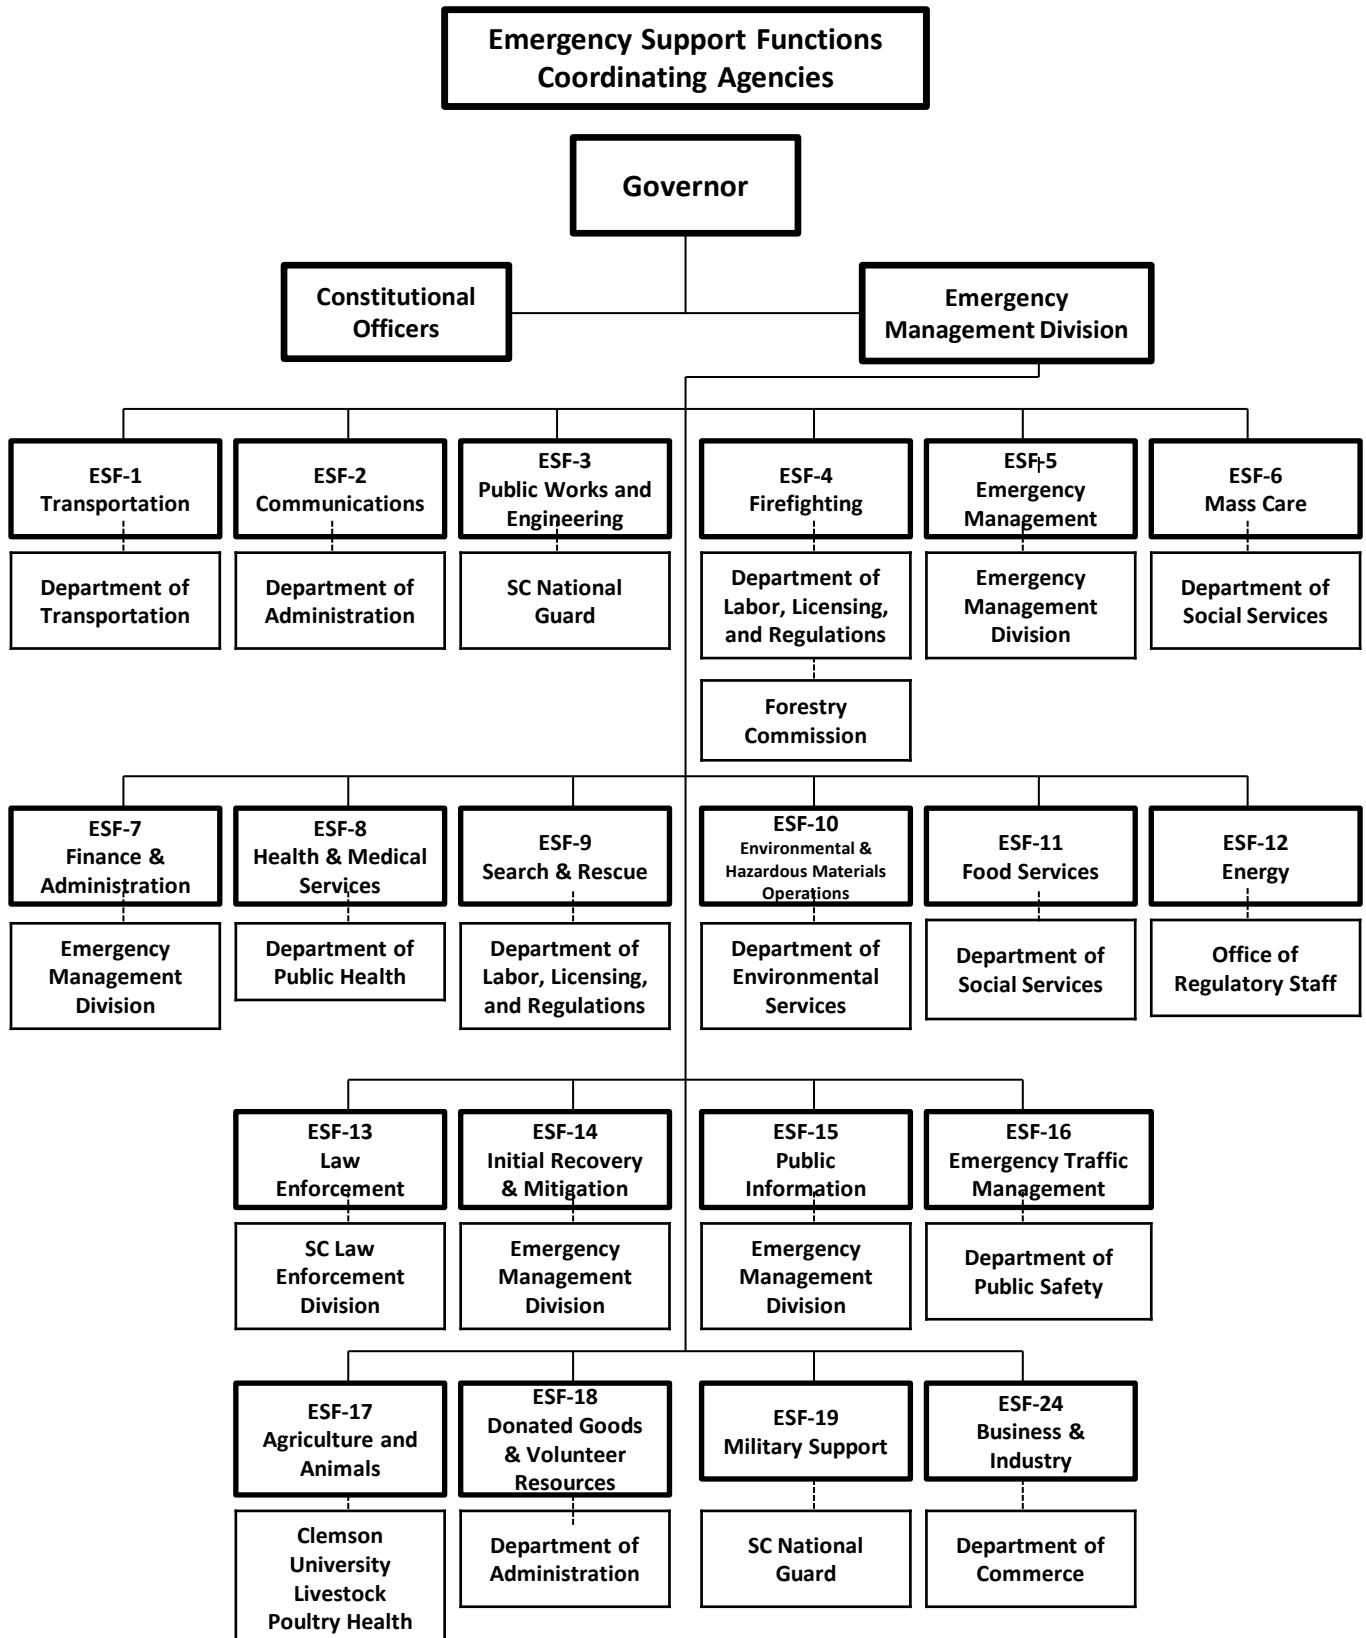 Emergency Support Functions
Coordinating Agencies
Governor
Constitutional
Officers
Emergency
Management Division
ESF-1
Transportation
Department of
Transportation
ESF-2
Communications
Department of
Administration
ESF-3
Public Works and
Engineering
SC National
Guard
ESF-4
Firefighting
Department of
Labor, Licensing,
and Regulations
Forestry
Commission
ESF-5
Emergency
Management
Emergency
Management
Division
ESF-6
Mass Care
Department of
Social Services
ESF-7
Finance &
Administration
Emergency
Management
Division
ESF-8
Health & Medical
Services
Department of
Public Health
ESF-9
Search & Rescue
Department of
Labor, Licensing,
and Regulations
ESF-10
Environmental &
Hazardous Materials
Operations
Department of
Environmental
Services
ESF-11
Food Services
Department of
Social Services
ESF-12
Energy
Office of
Regulatory Staff
ESF-13
Law
Enforcement
SC Law
Enforcement
Division
ESF-14
Initial Recovery
& Mitigation
Emergency
Management
Division
ESF-15
Public
Information
Emergency
Management
Division
ESF-16
Emergency Traffic
Management
Department of
Public Safety
ESF-17
Agriculture and
Animals
Clemson
University
Livestock
Poultry Health
ESF-18
Donated Goods
& Volunteer
Resources
Department of
Administration
ESF-19
Military Support
SC National
Guard
ESF-24
Business &
Industry
Department of
Commerce